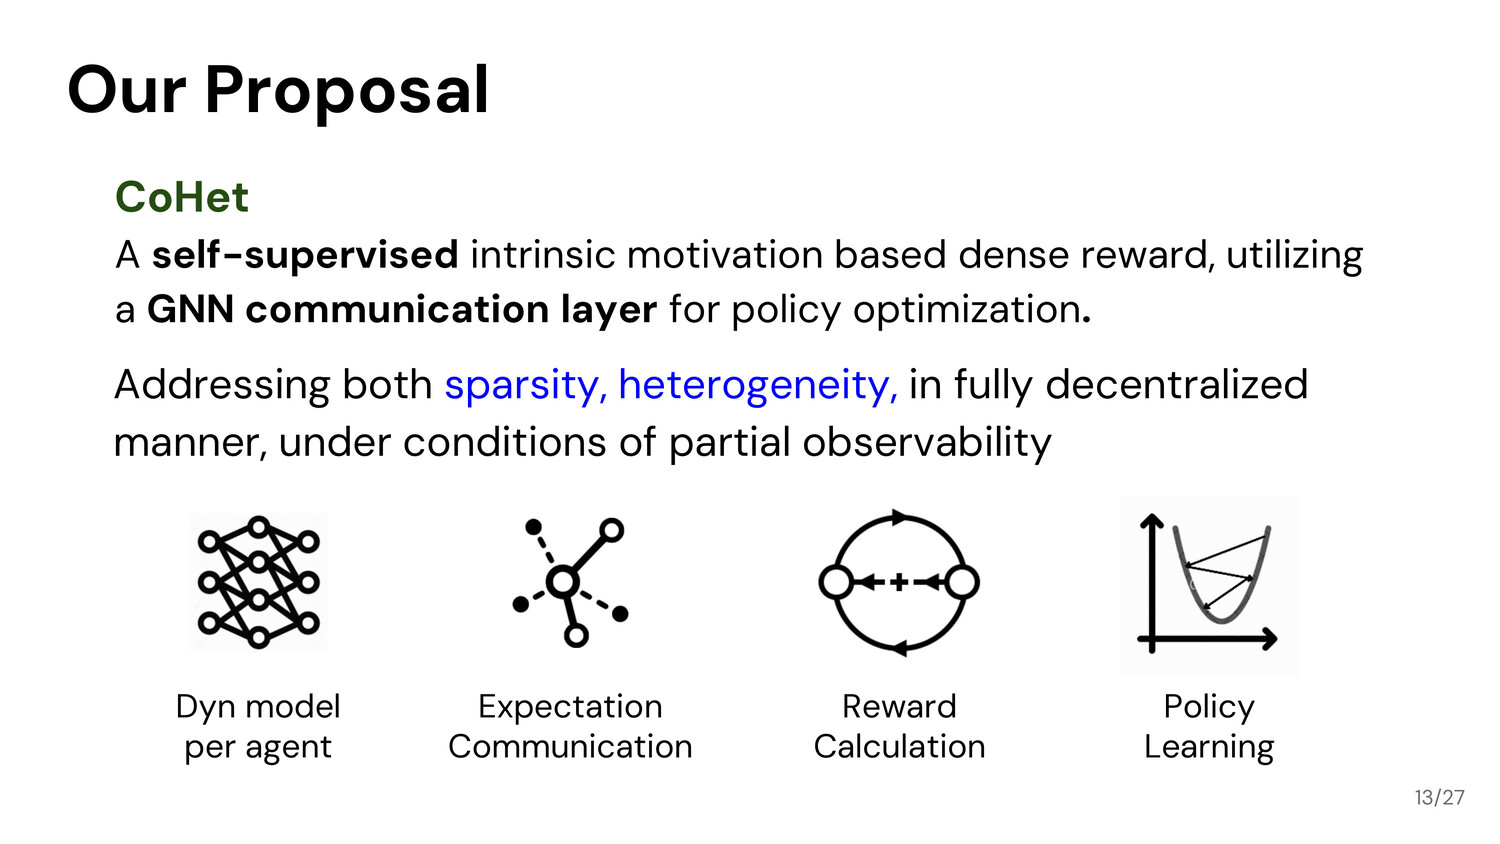 Our Proposal
CoHet
A self-supervised intrinsic motivation based dense reward, utilizing
a GNN communication layer for policy optimization.
Addressing both sparsity, heterogeneity, in fully decentralized
manner, under conditions of partial observability
Dyn model
per agent
Expectation
Communication
Reward
Calculation
Policy
Learning
13/27